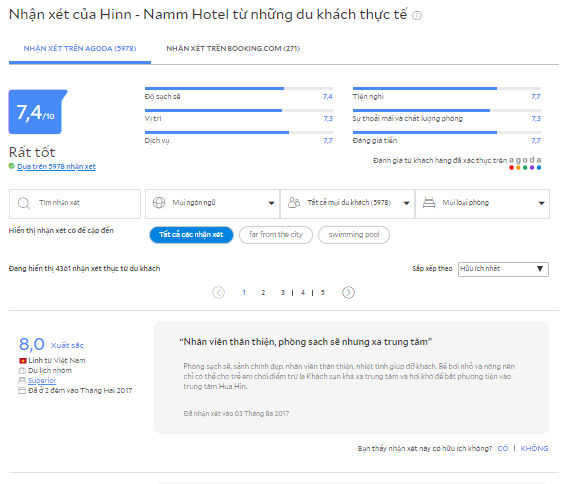 Nhận xét của Hinn - Namm Hotel từ những du khách thực tế
NHẬN XÉT TRÊN AGODA (5978) NHẬN XÉT TRÊN BOOKING.COM (271)
7,4/10
Rất tốt
Dựa trên 5978 nhận xét
Độ sạch sẽ 7,4
Vị trí 7,3
Dịch vụ 7,7
Tiện nghi 7,7
Sự thoải mái và chất lượng phòng 7,3
Đáng giá tiền 7,7
Đánh giá từ khách hàng đã xác thực trên agoda
Tìm nhận xét Mọi ngôn ngữ Tất cả mọi du khách (5978) Mọi loại phòng
Hiển thị nhận xét có đề cập đến Tất cả các nhận xét far from the city swimming pool
Đang hiển thị 4361 nhận xét thực từ du khách Sắp xếp theo Hữu ích nhất
1 2 3 | 4 | 5
8,0 Xuất sắc
Linh từ Việt Nam
Du lịch nhóm
Superior
Đã ở 2 đêm vào Tháng Hai 2017
“Nhân viên thân thiện, phòng sach sẽ nhưng xa trung tâm”
Phòng sạch sẽ, sảnh chính đẹp, nhân viên thân thiện, nhiệt tình giúp đỡ khách. Bể bơi nhỏ và nông nên
chỉ có thể cho trẻ em chơi.điểm trừ la Khach sạn khá xa trung tâm và hơi khó để bắt phương tiện vào
trung tâm Hua Hin.
Đã nhận xét vào 03 Tháng Ba 2017
Bạn thấy nhận xét này có hữu ích không? CÓ | KHÔNG